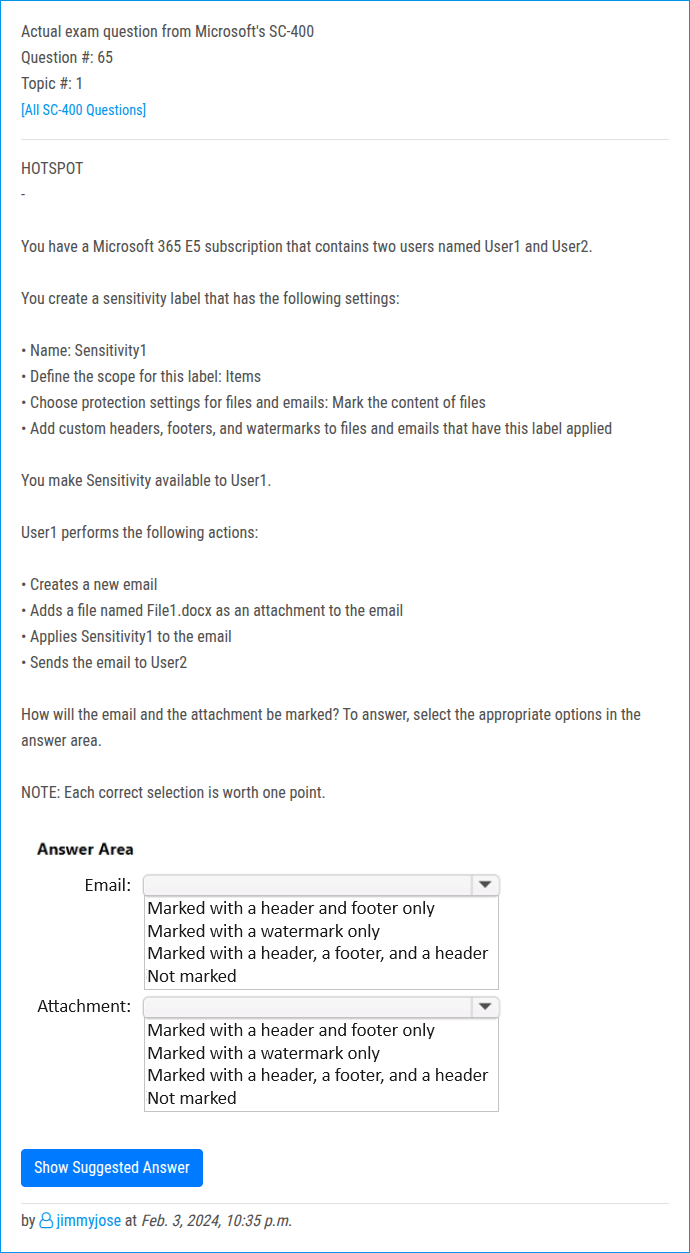 Actual exam question from Microsoft's SC-400
Question #: 65
Topic #: 1
[All SC-400 Questions]
HOTSPOT
-
You have a Microsoft 365 E5 subscription that contains two users named User1 and User2.
You create a sensitivity label that has the following settings:
• Name: Sensitivity1
• Define the scope for this label: Items
• Choose protection settings for files and emails: Mark the content of files
• Add custom headers, footers, and watermarks to files and emails that have this label applied
You make Sensitivity available to User1.
User1 performs the following actions:
• Creates a new email
• Adds a file named File1.docx as an attachment to the email
• Applies Sensitivity1 to the email
• Sends the email to User2
How will the email and the attachment be marked? To answer, select the appropriate options in the
answer area.
NOTE: Each correct selection is worth one point.
Answer Area
Email:
Marked with a header and footer only
Marked with a watermark only
Marked with a header, a footer, and a header
Not marked
Attachment:
Marked with a header and footer only
Marked with a watermark only
Marked with a header, a footer, and a header
Not marked
Show Suggested Answer
by jimmyjose at Feb. 3, 2024, 10:35 p.m.